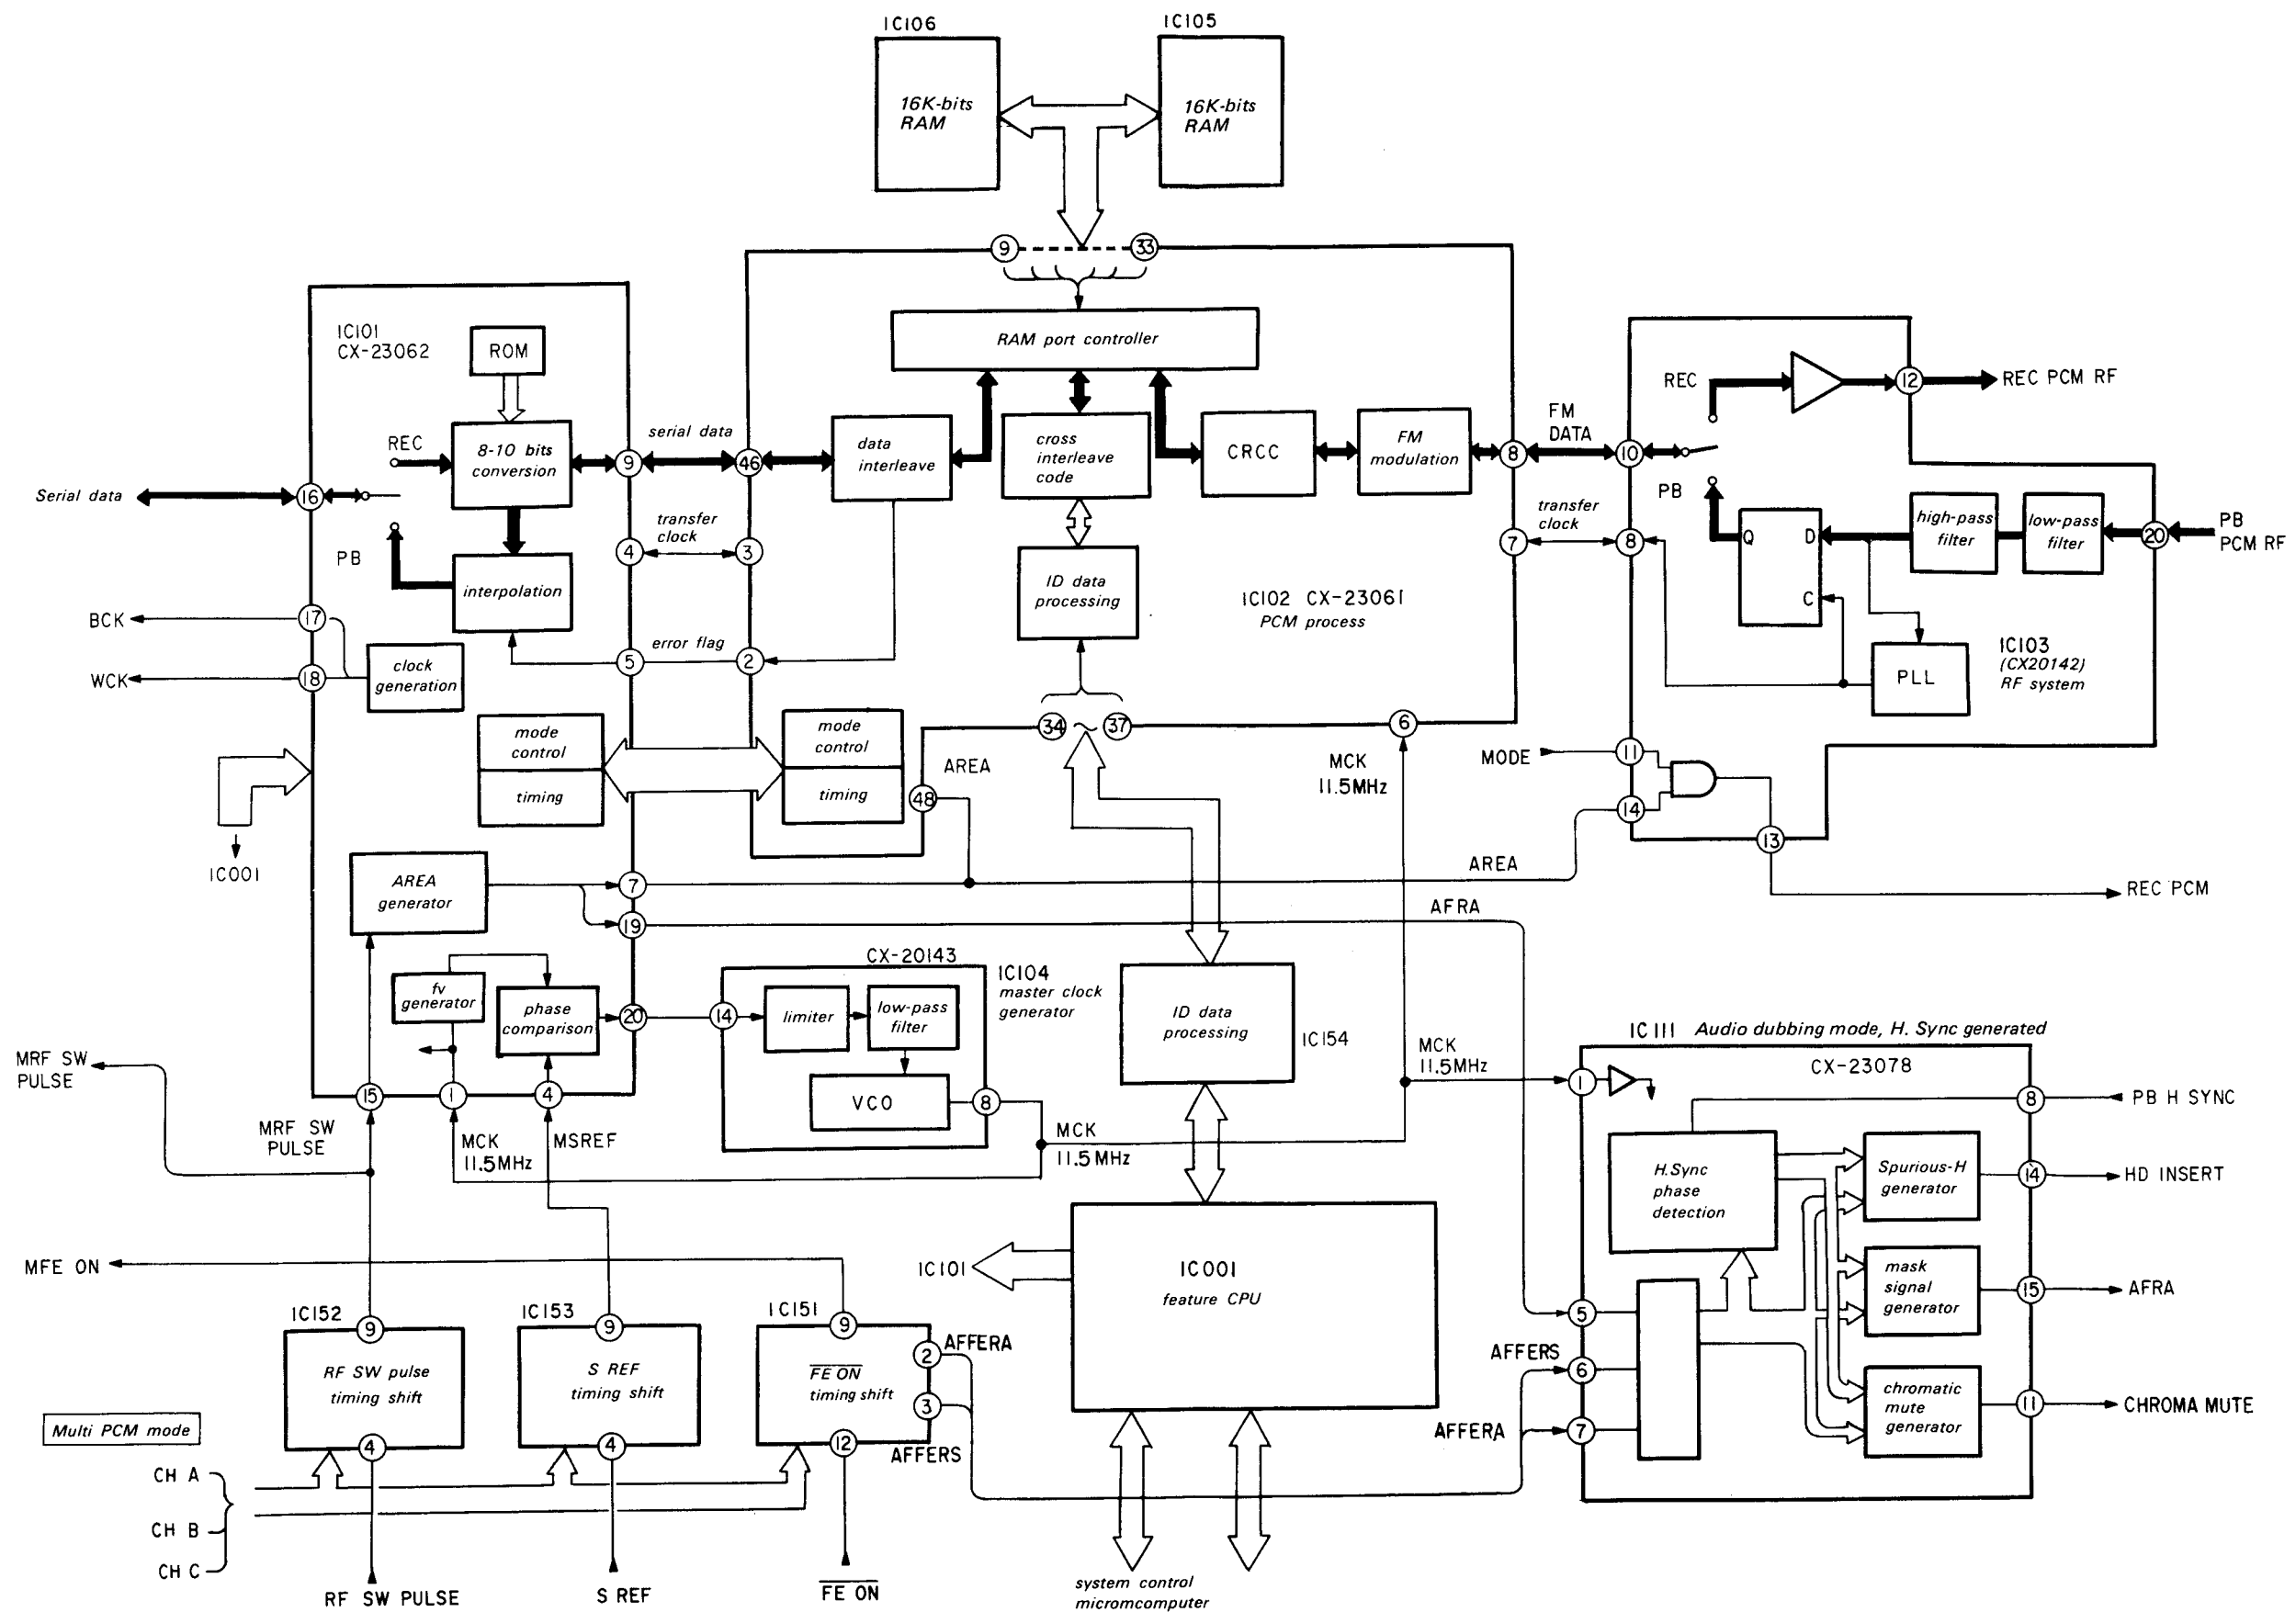 IC106
IC105
16K-bits
RAM
16K-bits
RAM
9
33
IC101
CX-23062
ROM
RAM port controller
REC
8-10 bits
conversion
9
serial data
46
data
interleave
cross
interleave
code
CRCC
FM
modulation
8
FM
DATA
10
REC
12
REC PCM RF
Serial data
16
PB
interpolation
4
transfer
clock
3
7
transfer
clock
8
PB
Q
D
C
high-pass
filter
low-pass
filter
20
PB
PCM RF
ID data
processing
IC102 CX-23061
PCM process
PLL
IC103
(CX20142)
RF system
BCK
17
WCK
18
clock
generation
5
error flag
2
mode
control
timing
mode
control
timing
34
~
37
6
AREA
48
MCK
11.5MHz
MODE
11
14
13
IC001
AREA
generator
7
AREA
REC PCM
19
AFRA
fv
generator
phase
comparison
20
CX-20143
IC104
master clock
generator
14
limiter
low-pass
filter
VCO
8
ID data
processing
IC154
MRF SW
PULSE
15
1
4
MRF SW
PULSE
MCK
11.5MHz
MSREF
MCK
11.5MHz
MCK
11.5MHz
IC111 Audio dubbing mode, H. Sync generated
CX-23078
1
8
PB H SYNC
H.Sync
phase
detection
Spurious-H
generator
14
HD INSERT
mask
signal
generator
15
AFRA
chromatic
mute
generator
11
CHROMA MUTE
5
6
7
AFFERS
AFFERA
MFE ON
IC101
IC001
feature CPU
IC152
9
RF SW pulse
timing shift
4
IC153
9
S REF
timing shift
4
IC151
9
FE ON
timing shift
12
2
AFFERA
3
AFFERS
Multi PCM mode
CH A
CH B
CH C
RF SW PULSE
S REF
FE ON
system control
micromcomputer